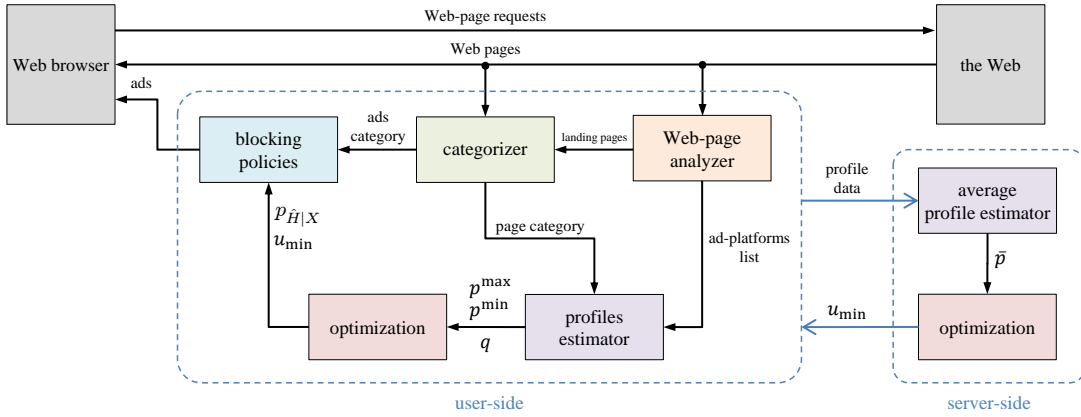 Web-page requests
Web browser
Web pages
the Web
ads
blocking
policies
ads
category
categorizer
landing pages
Web-page
analyzer
profile
data
average
profile estimator
p_{Ĥ|X}
u_min
page category
ad-platforms
list
p̄
p^max
p^min
q
optimization
profiles
estimator
u_min
optimization
user-side
server-side